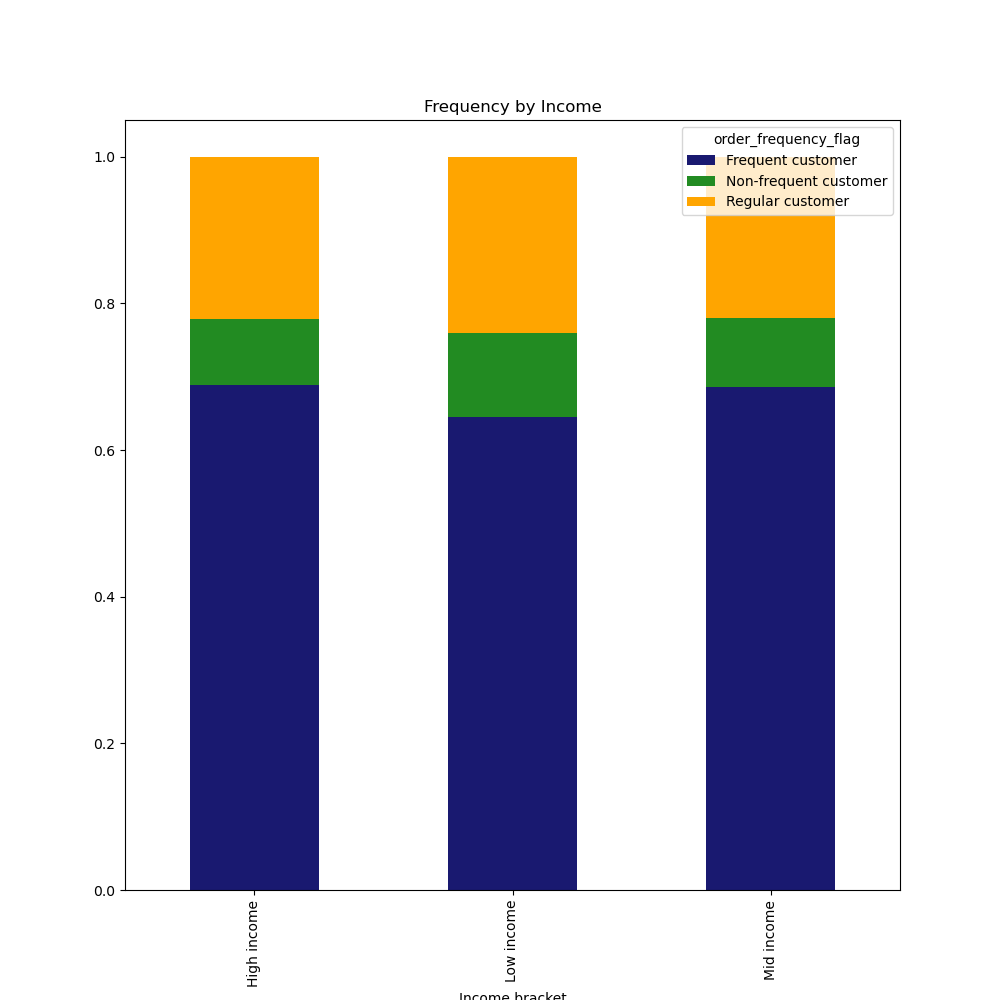 Frequency by Income
order_frequency_flag
Frequent customer
Non-frequent customer
Regular customer
1.0
0.8
0.6
0.4
0.2
0.0
High income
Low income
Mid income
Income bracket